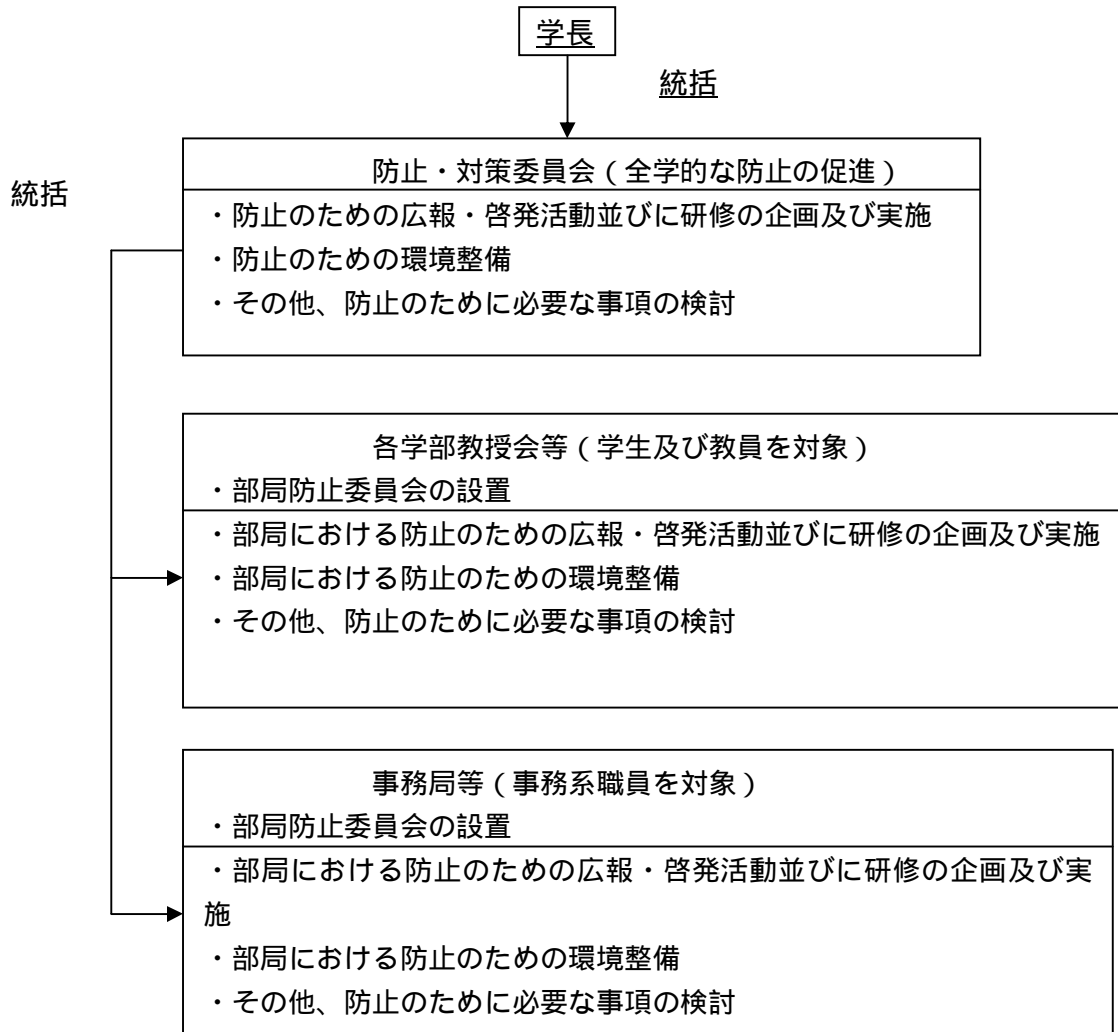 学長
統括
防止・対策委員会（全学的な防止の促進）
統括
・防止のための広報・啓発活動並びに研修の企画及び実施
・防止のための環境整備
・その他、防止のために必要な事項の検討
各学部教授会等（学生及び教員を対象）
・部局防止委員会の設置
・部局における防止のための広報・啓発活動並びに研修の企画及び実施
・部局における防止のための環境整備
・その他、防止のために必要な事項の検討
事務局等（事務系職員を対象）
・部局防止委員会の設置
・部局における防止のための広報・啓発活動並びに研修の企画及び実
施
・部局における防止のための環境整備
・その他、防止のために必要な事項の検討